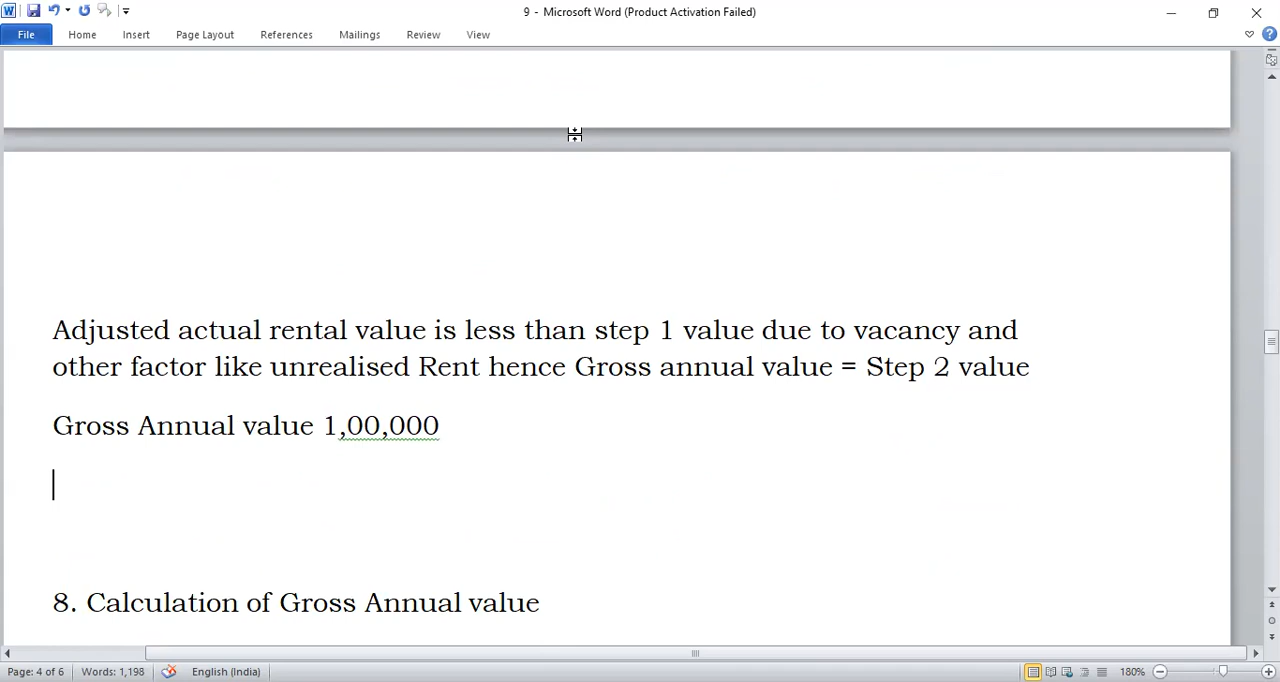 9 - Microsoft Word (Product Activation Failed)
File Home Insert Page Layout References Mailings Review View
Adjusted actual rental value is less than step 1 value due to vacancy and
other factor like unrealised Rent hence Gross annual value = Step 2 value
Gross Annual value 1,00,000
8. Calculation of Gross Annual value
Page: 4 of 6 Words: 1,198 English (India) 180%